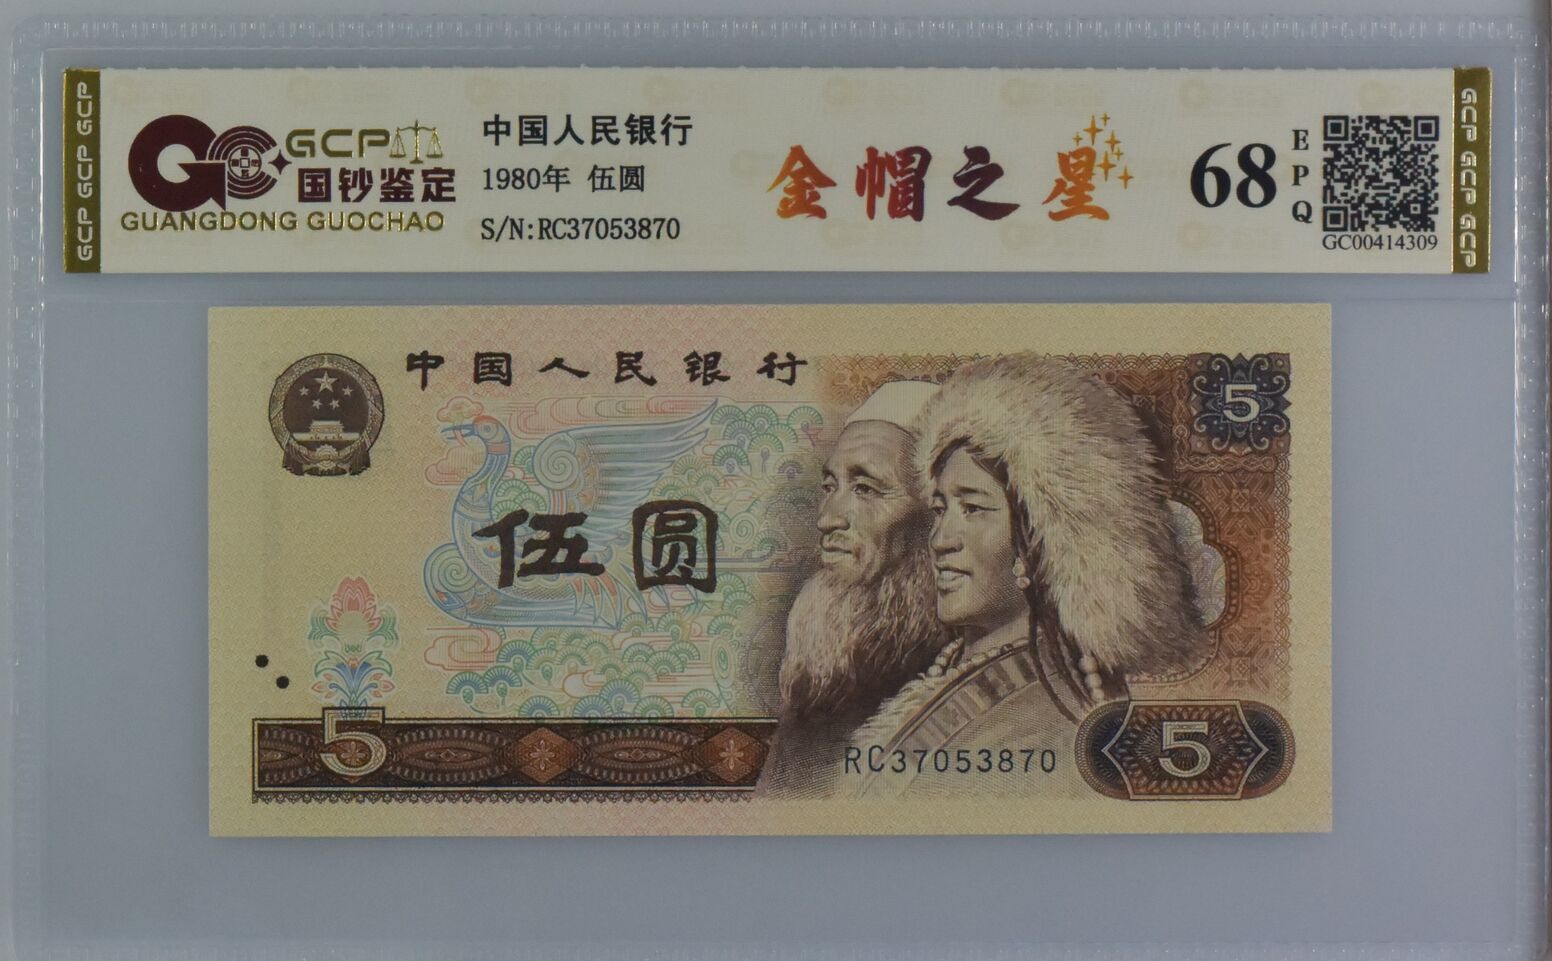 GCP GCP GCP
GCP
国钞鉴定
GUANGDONG GUOCHAO
中国人民银行
1980年 伍圆
S/N:RC37053870
金帽之星
68
EPQ
GC00414309
GCP GCP GCP
中国人民银行
5
伍圆
5
RC37053870
5